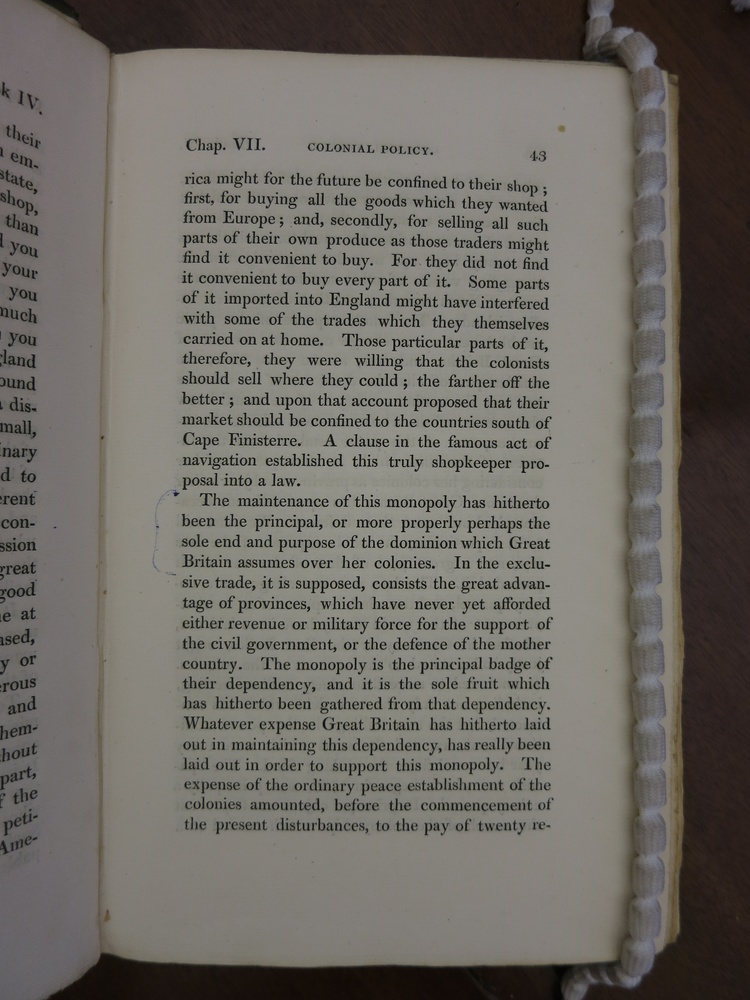 k IV.
their
em-
state,
shop,
than
you
your
you
much
you
gland
ound
dis-
mall,
nary
d to
erent
con-
ssion
great
good
e at
ased,
y or
erous
and
hem-
hout
part,
f the
peti-
Ame-
Chap. VII. COLONIAL POLICY. 43
rica might for the future be confined to their shop ;
first, for buying all the goods which they wanted
from Europe ; and, secondly, for selling all such
parts of their own produce as those traders might
find it convenient to buy. For they did not find
it convenient to buy every part of it. Some parts
of it imported into England might have interfered
with some of the trades which they themselves
carried on at home. Those particular parts of it,
therefore, they were willing that the colonists
should sell where they could ; the farther off the
better ; and upon that account proposed that their
market should be confined to the countries south of
Cape Finisterre. A clause in the famous act of
navigation established this truly shopkeeper pro-
posal into a law.
The maintenance of this monopoly has hitherto
been the principal, or more properly perhaps the
sole end and purpose of the dominion which Great
Britain assumes over her colonies. In the exclu-
sive trade, it is supposed, consists the great advan-
tage of provinces, which have never yet afforded
either revenue or military force for the support of
the civil government, or the defence of the mother
country. The monopoly is the principal badge of
their dependency, and it is the sole fruit which
has hitherto been gathered from that dependency.
Whatever expense Great Britain has hitherto laid
out in maintaining this dependency, has really been
laid out in order to support this monopoly. The
expense of the ordinary peace establishment of the
colonies amounted, before the commencement of
the present disturbances, to the pay of twenty re-